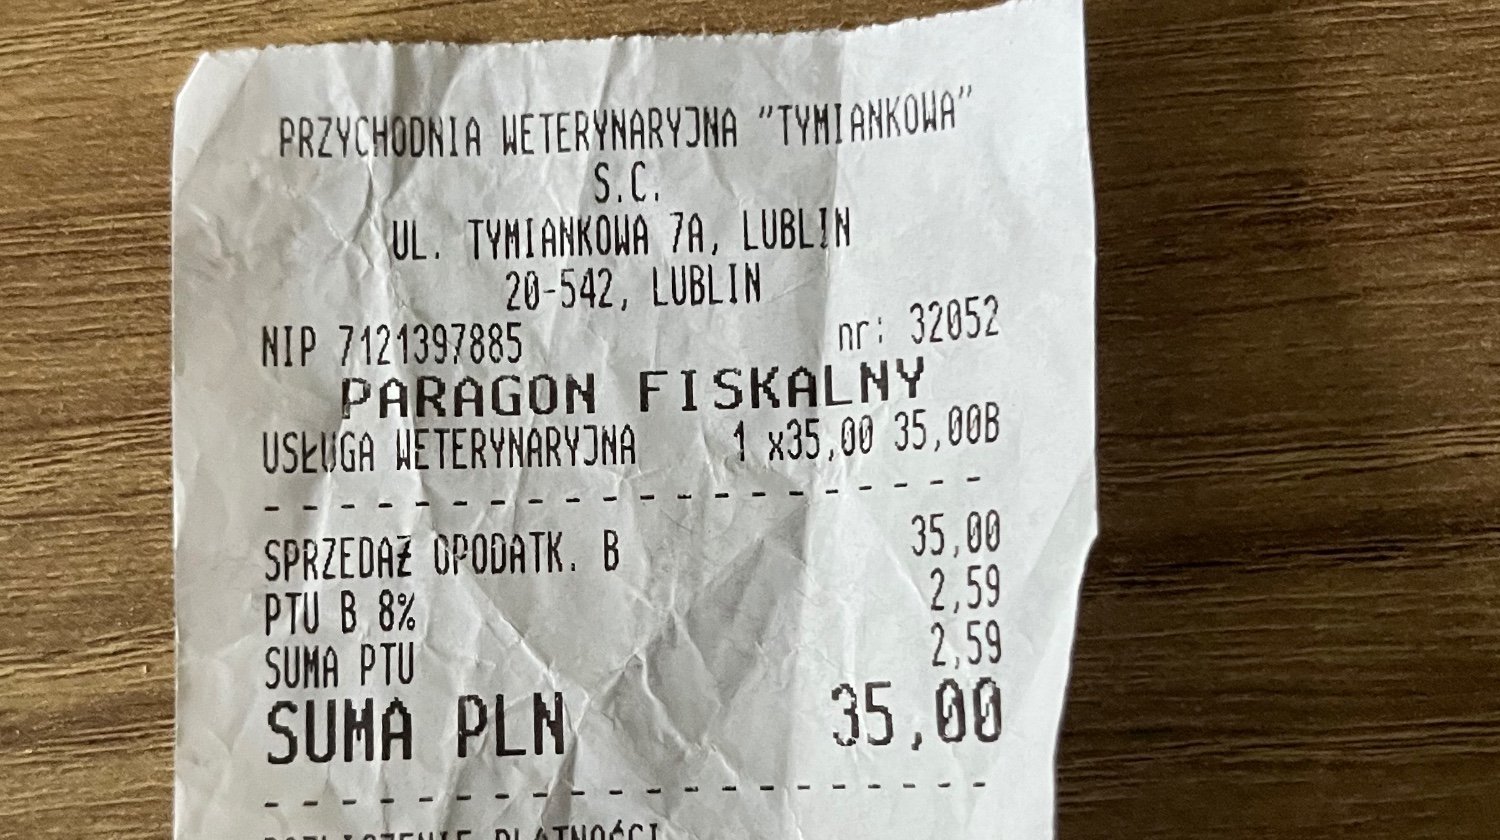 PRZYCHODNIA WETERYNARYJNA "TYMIANKOWA"
S.C.
UL. TYMIANKOWA 7A, LUBLIN
20-542, LUBLIN
NIP 7121397885 nr: 32052
PARAGON FISKALNY
USŁUGA WETERYNARYJNA 1 x35,00 35,00B
SPRZEDAŻ OPODATK. B 35,00
PTU B 8% 2,59
SUMA PTU 2,59
SUMA PLN 35,00
ROZLICZENIE PŁATNOŚCI